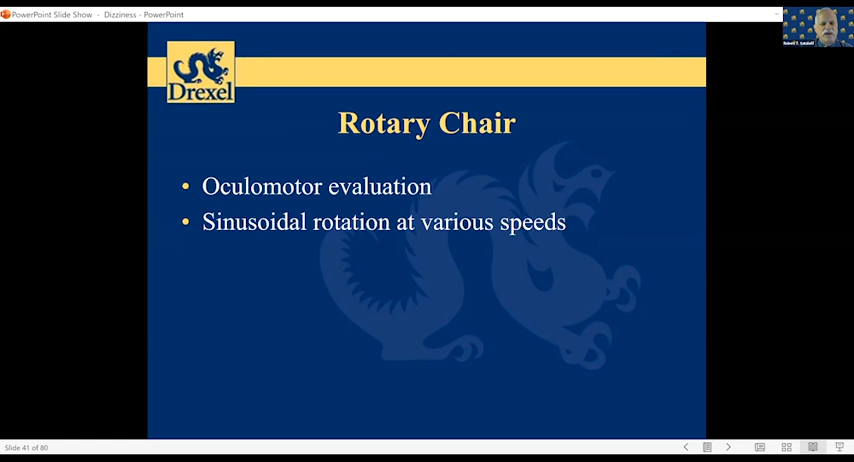 PowerPoint Slide Show - Dizziness - PowerPoint
Drexel
Rotary Chair
• Oculomotor evaluation
• Sinusoidal rotation at various speeds
Slide 41 of 80